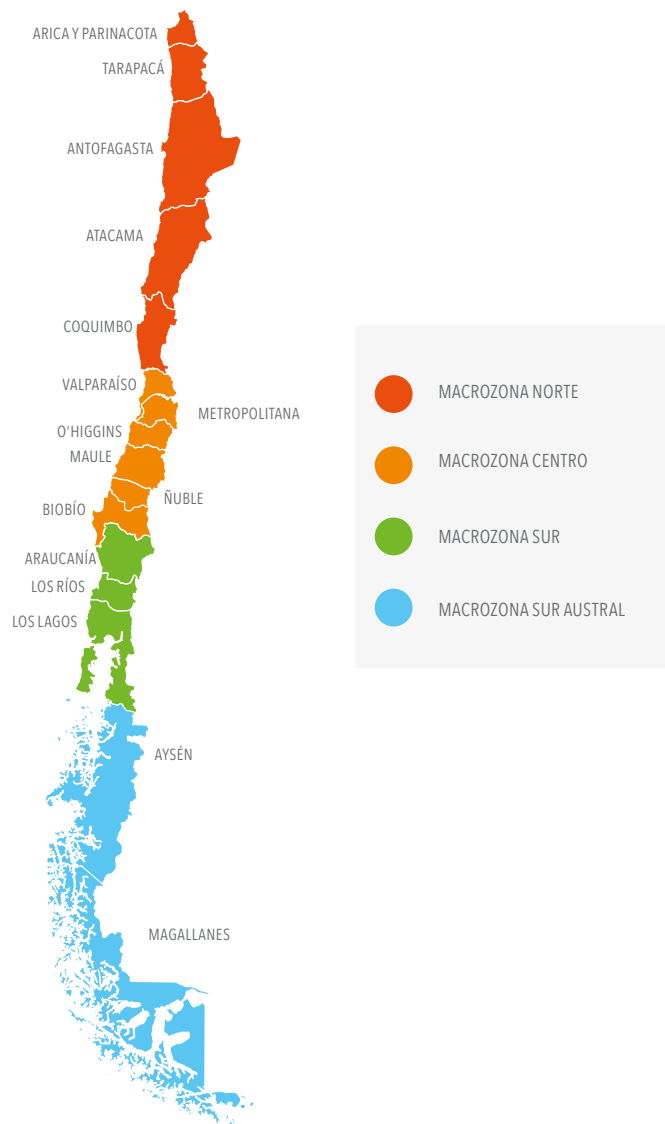 ARICA Y PARINACOTA
TARAPACÁ
ANTOFAGASTA
ATACAMA
COQUIMBO
VALPARAÍSO
METROPOLITANA
O'HIGGINS
MAULE
ÑUBLE
BIOBÍO
ARAUCANÍA
LOS RÍOS
LOS LAGOS
AYSÉN
MAGALLANES
MACROZONA NORTE
MACROZONA CENTRO
MACROZONA SUR
MACROZONA SUR AUSTRAL